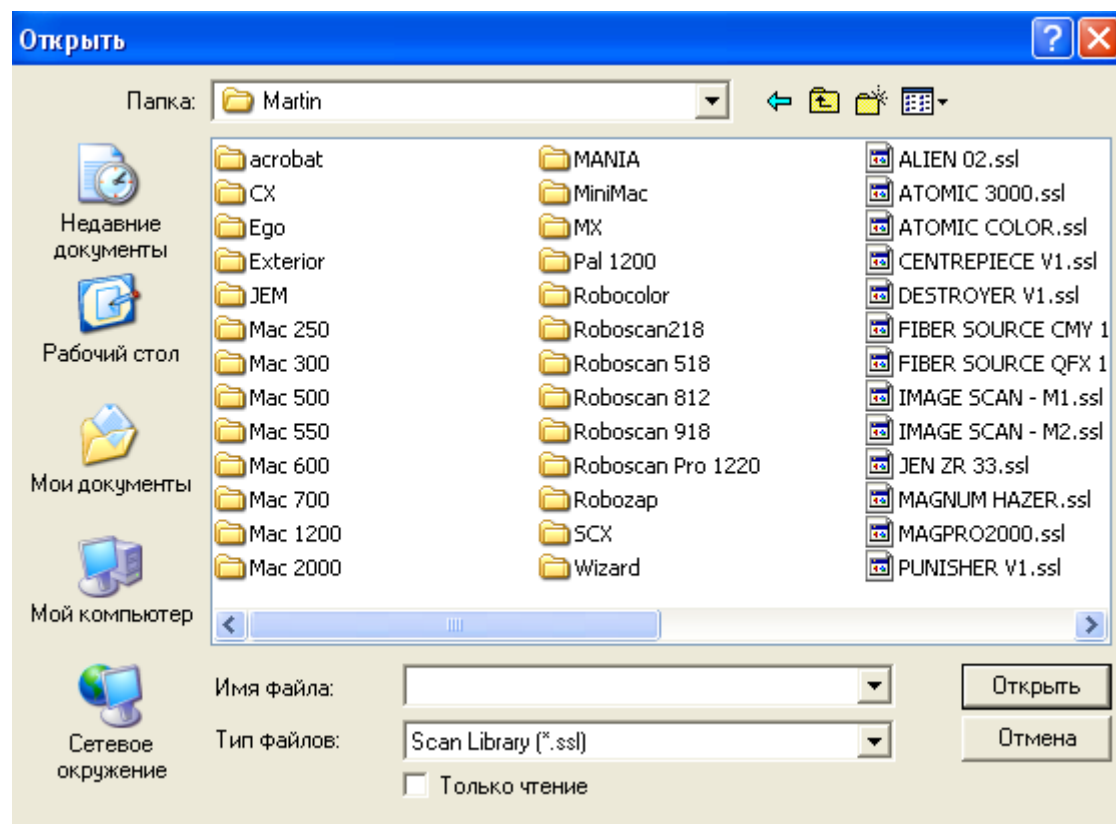 Открыть
Папка: Martin
acrobat
CX
Ego
Exterior
JEM
Mac 250
Mac 300
Mac 500
Mac 550
Mac 600
Mac 700
Mac 1200
Mac 2000
MANIA
MiniMac
MX
Pal 1200
Robocolor
Roboscan218
Roboscan 518
Roboscan 812
Roboscan 918
Roboscan Pro 1220
Robozap
SCX
Wizard
ALIEN 02.ssl
ATOMIC 3000.ssl
ATOMIC COLOR.ssl
CENTREPIECE V1.ssl
DESTROYER V1.ssl
FIBER SOURCE CMY 1
FIBER SOURCE QFX 1
IMAGE SCAN - M1.ssl
IMAGE SCAN - M2.ssl
JEN ZR 33.ssl
MAGNUM HAZER.ssl
MAGPRO2000.ssl
PUNISHER V1.ssl
Недавние
документы
Рабочий стол
Мои документы
Мой компьютер
Сетевое
окружение
Имя файла:
Открыть
Тип файлов: Scan Library (*.ssl)
Отмена
Только чтение